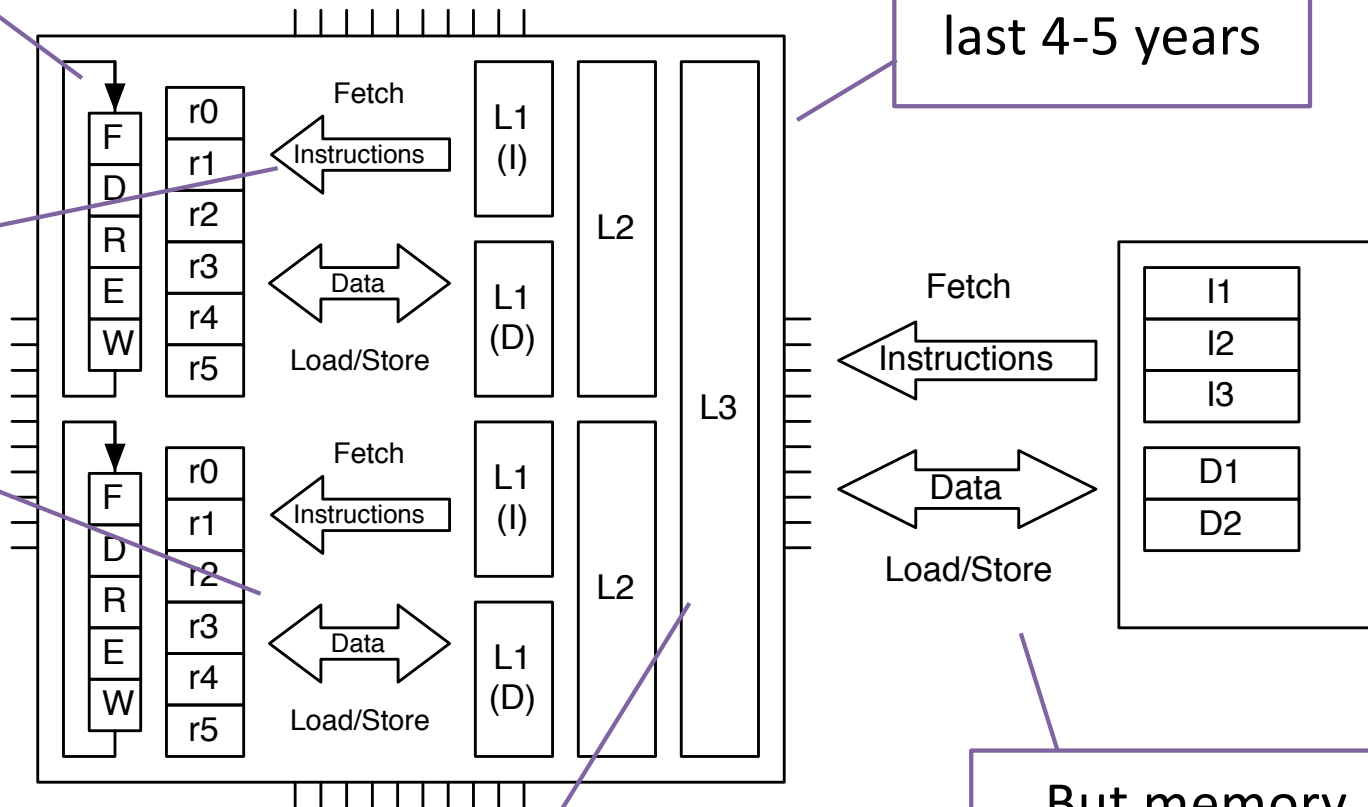 last 4-5 years
F
D
R
E
W
r0
r1
r2
r3
r4
r5
Fetch
Instructions
Data
Load/Store
L1
(I)
L1
(D)
L2
F
D
R
E
W
r0
r1
r2
r3
r4
r5
Fetch
Instructions
Data
Load/Store
L1
(I)
L1
(D)
L2
L3
Fetch
Instructions
Data
Load/Store
I1
I2
I3
D1
D2
But memory